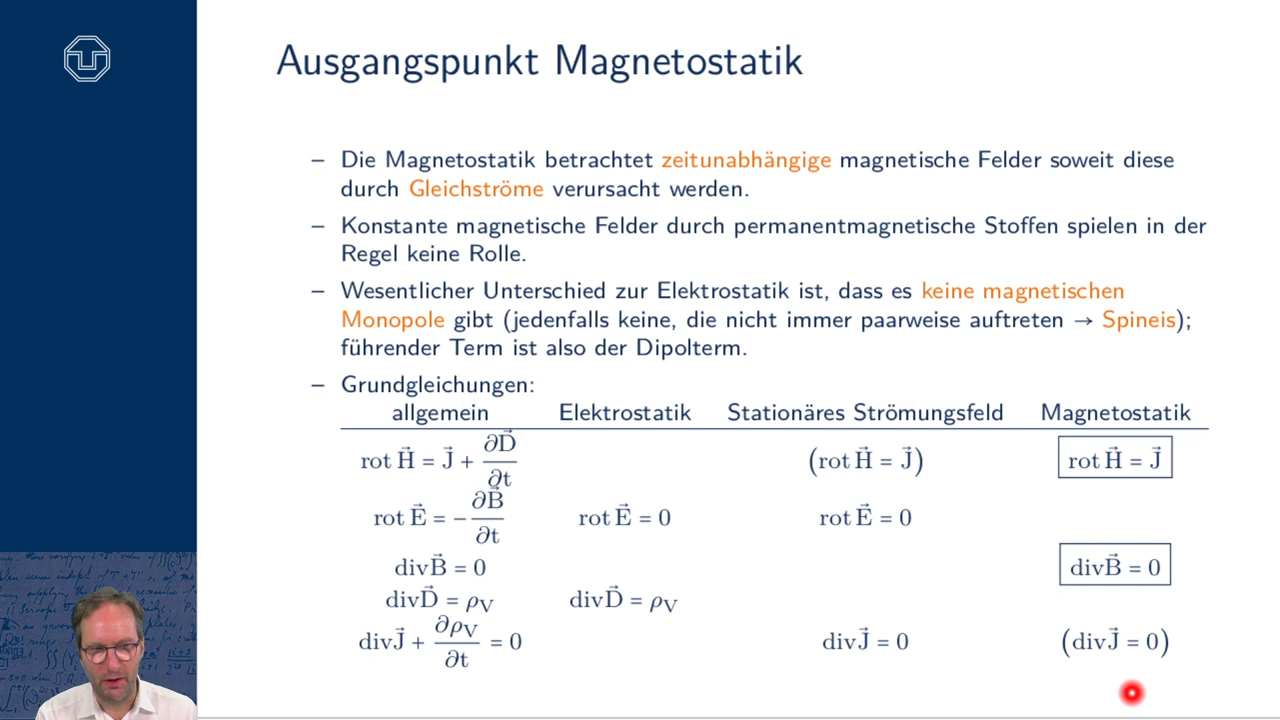 Ausgangspunkt Magnetostatik
– Die Magnetostatik betrachtet zeitunabhängige magnetische Felder soweit diese
durch Gleichströme verursacht werden.
– Konstante magnetische Felder durch permanentmagnetische Stoffen spielen in der
Regel keine Rolle.
– Wesentlicher Unterschied zur Elektrostatik ist, dass es keine magnetischen
Monopole gibt (jedenfalls keine, die nicht immer paarweise auftreten → Spineis);
führender Term ist also der Dipolterm.
– Grundgleichungen:
allgemein Elektrostatik Stationäres Strömungsfeld Magnetostatik
rot H⃗ = J⃗ + ∂D⃗/∂t (rot H⃗ = J⃗) rot H⃗ = J⃗
rot E⃗ = − ∂B⃗/∂t rot E⃗ = 0 rot E⃗ = 0
div B⃗ = 0 div B⃗ = 0
div D⃗ = ρ_V div D⃗ = ρ_V
div J⃗ + ∂ρ_V/∂t = 0 div J⃗ = 0 (div J⃗ = 0)